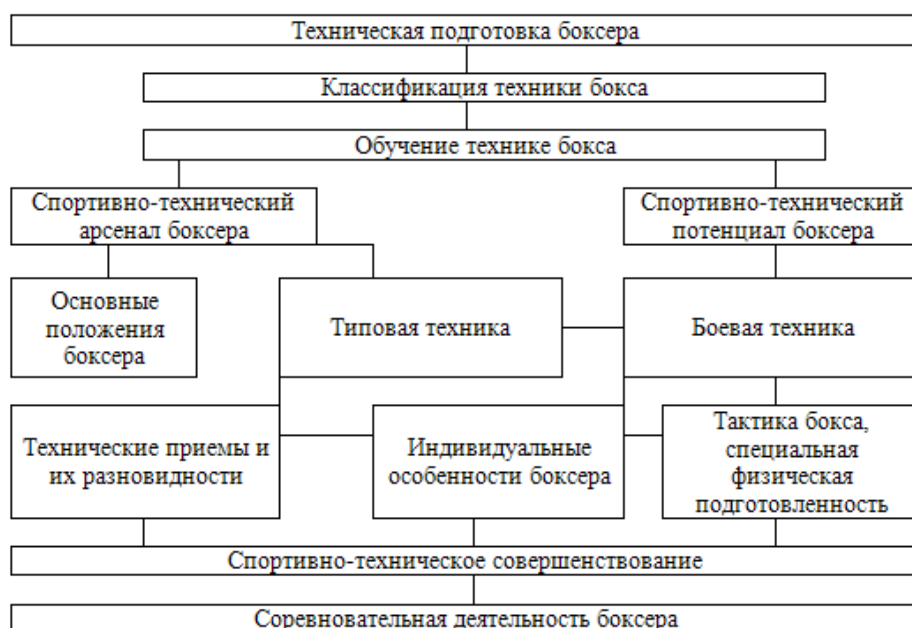 Техническая подготовка боксера
Классификация техники бокса
Обучение технике бокса
Спортивно-технический
арсенал боксера
Спортивно-технический
потенциал боксера
Основные
положения
боксера
Типовая техника
Боевая техника
Технические приемы и
их разновидности
Индивидуальные
особенности боксера
Тактика бокса,
специальная
физическая
подготовленность
Спортивно-техническое совершенствование
Соревновательная деятельность боксера